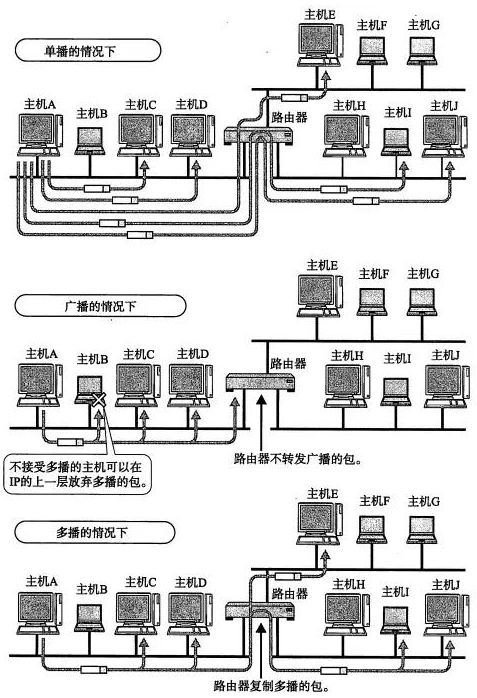 单播的情况下
主机E
主机F
主机G
主机A
主机B
主机C
主机D
路由器
主机H
主机I
主机J
广播的情况下
主机E
主机F
主机G
主机A
主机B
主机C
主机D
路由器
主机H
主机I
主机J
不接受多播的主机可以在
IP的上一层放弃多播的包。
路由器不转发广播的包。
多播的情况下
主机E
主机F
主机G
主机A
主机B
主机C
主机D
路由器
主机H
主机I
主机J
路由器复制多播的包。